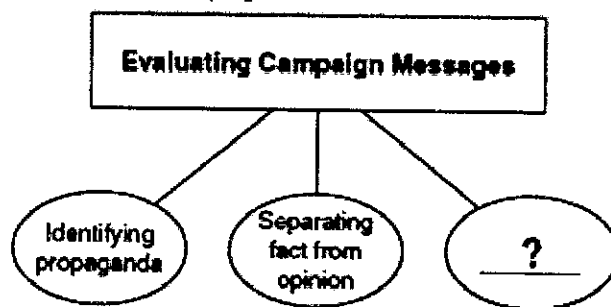 Evaluating Campaign Messages
Identifying
propaganda
Separating
fact from
opinion
?